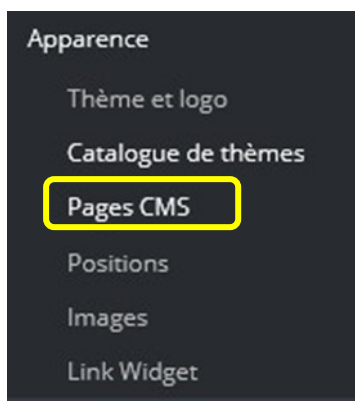 Apparence
Thème et logo
Catalogue de thèmes
Pages CMS
Positions
Images
Link Widget